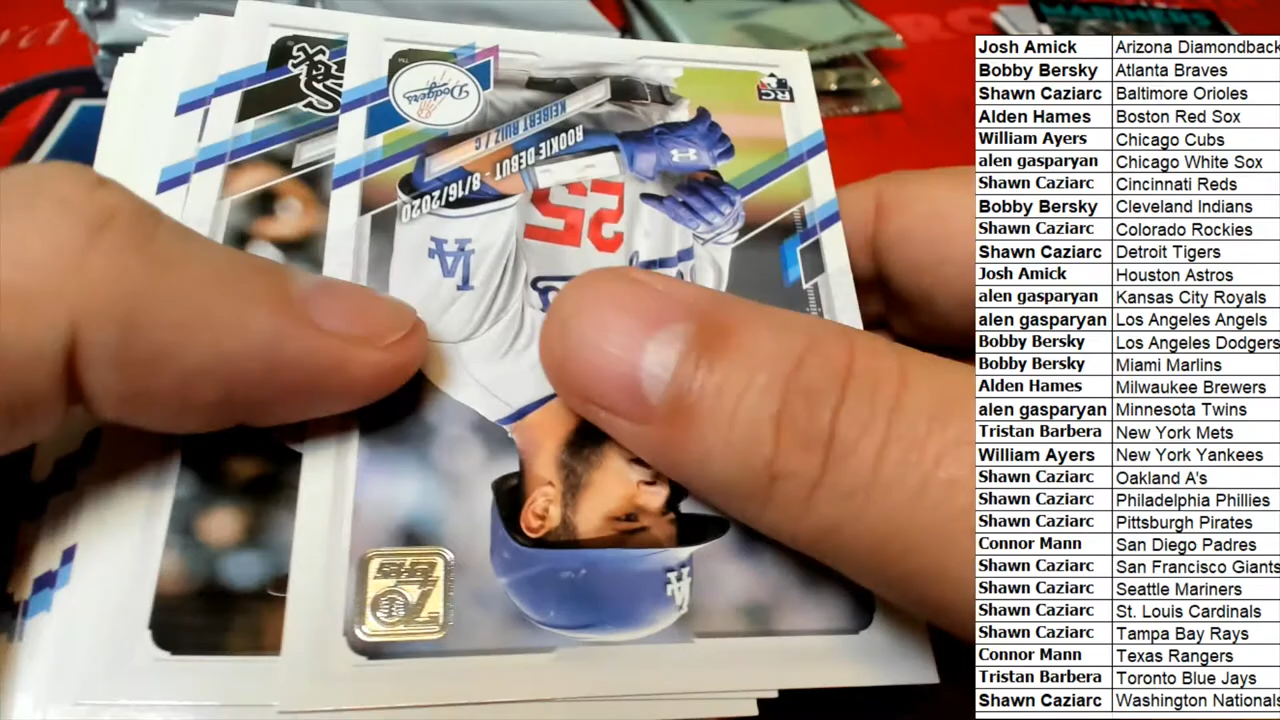 MARINERS
Dodgers
RC
KEIBERT RUIZ / C
ROOKIE DEBUT - 8/16/2020
25
LA
LA
TOPPS
70
Josh Amick Arizona Diamondback
Bobby Bersky Atlanta Braves
Shawn Caziarc Baltimore Orioles
Alden Hames Boston Red Sox
William Ayers Chicago Cubs
alen gasparyan Chicago White Sox
Shawn Caziarc Cincinnati Reds
Bobby Bersky Cleveland Indians
Shawn Caziarc Colorado Rockies
Shawn Caziarc Detroit Tigers
Josh Amick Houston Astros
alen gasparyan Kansas City Royals
alen gasparyan Los Angeles Angels
Bobby Bersky Los Angeles Dodgers
Bobby Bersky Miami Marlins
Alden Hames Milwaukee Brewers
alen gasparyan Minnesota Twins
Tristan Barbera New York Mets
William Ayers New York Yankees
Shawn Caziarc Oakland A's
Shawn Caziarc Philadelphia Phillies
Shawn Caziarc Pittsburgh Pirates
Connor Mann San Diego Padres
Shawn Caziarc San Francisco Giants
Shawn Caziarc Seattle Mariners
Shawn Caziarc St. Louis Cardinals
Shawn Caziarc Tampa Bay Rays
Connor Mann Texas Rangers
Tristan Barbera Toronto Blue Jays
Shawn Caziarc Washington Nationals